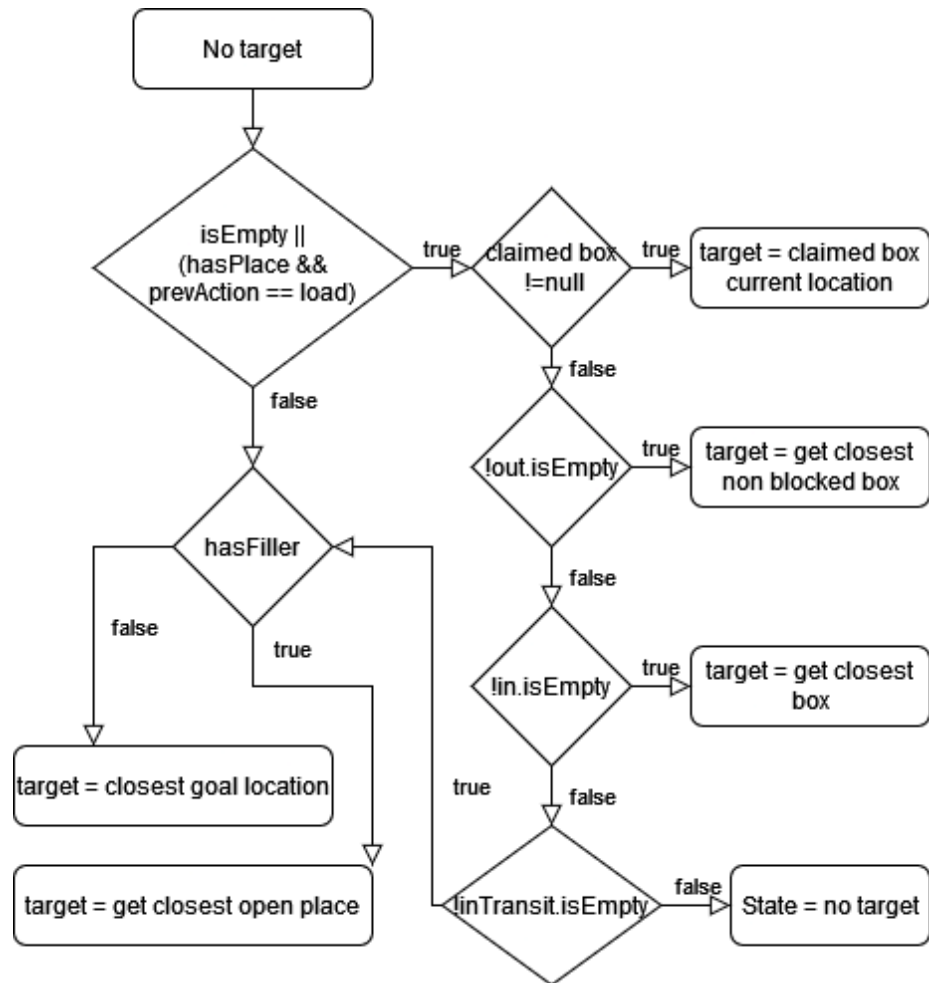 No target
isEmpty ||
(hasPlace &&
prevAction == load)
true
claimed box
!=null
true
target = claimed box
current location
false
false
!out.isEmpty
true
target = get closest
non blocked box
hasFiller
false
false
true
!in.isEmpty
true
target = get closest
box
target = closest goal location
true
false
target = get closest open place
!inTransit.isEmpty
false
State = no target